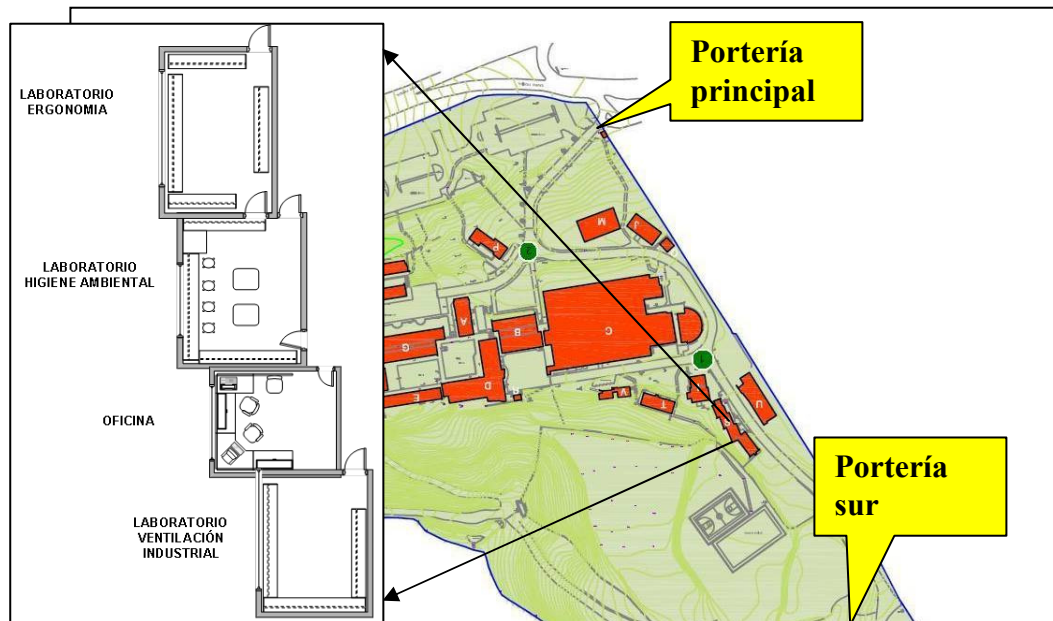 LABORATORIO
ERGONOMIA
LABORATORIO
HIGIENE AMBIENTAL
OFICINA
LABORATORIO
VENTILACIÓN
INDUSTRIAL
Portería
principal
Portería
sur
M
J
P
A
B
C
G
D
E
V
T
U